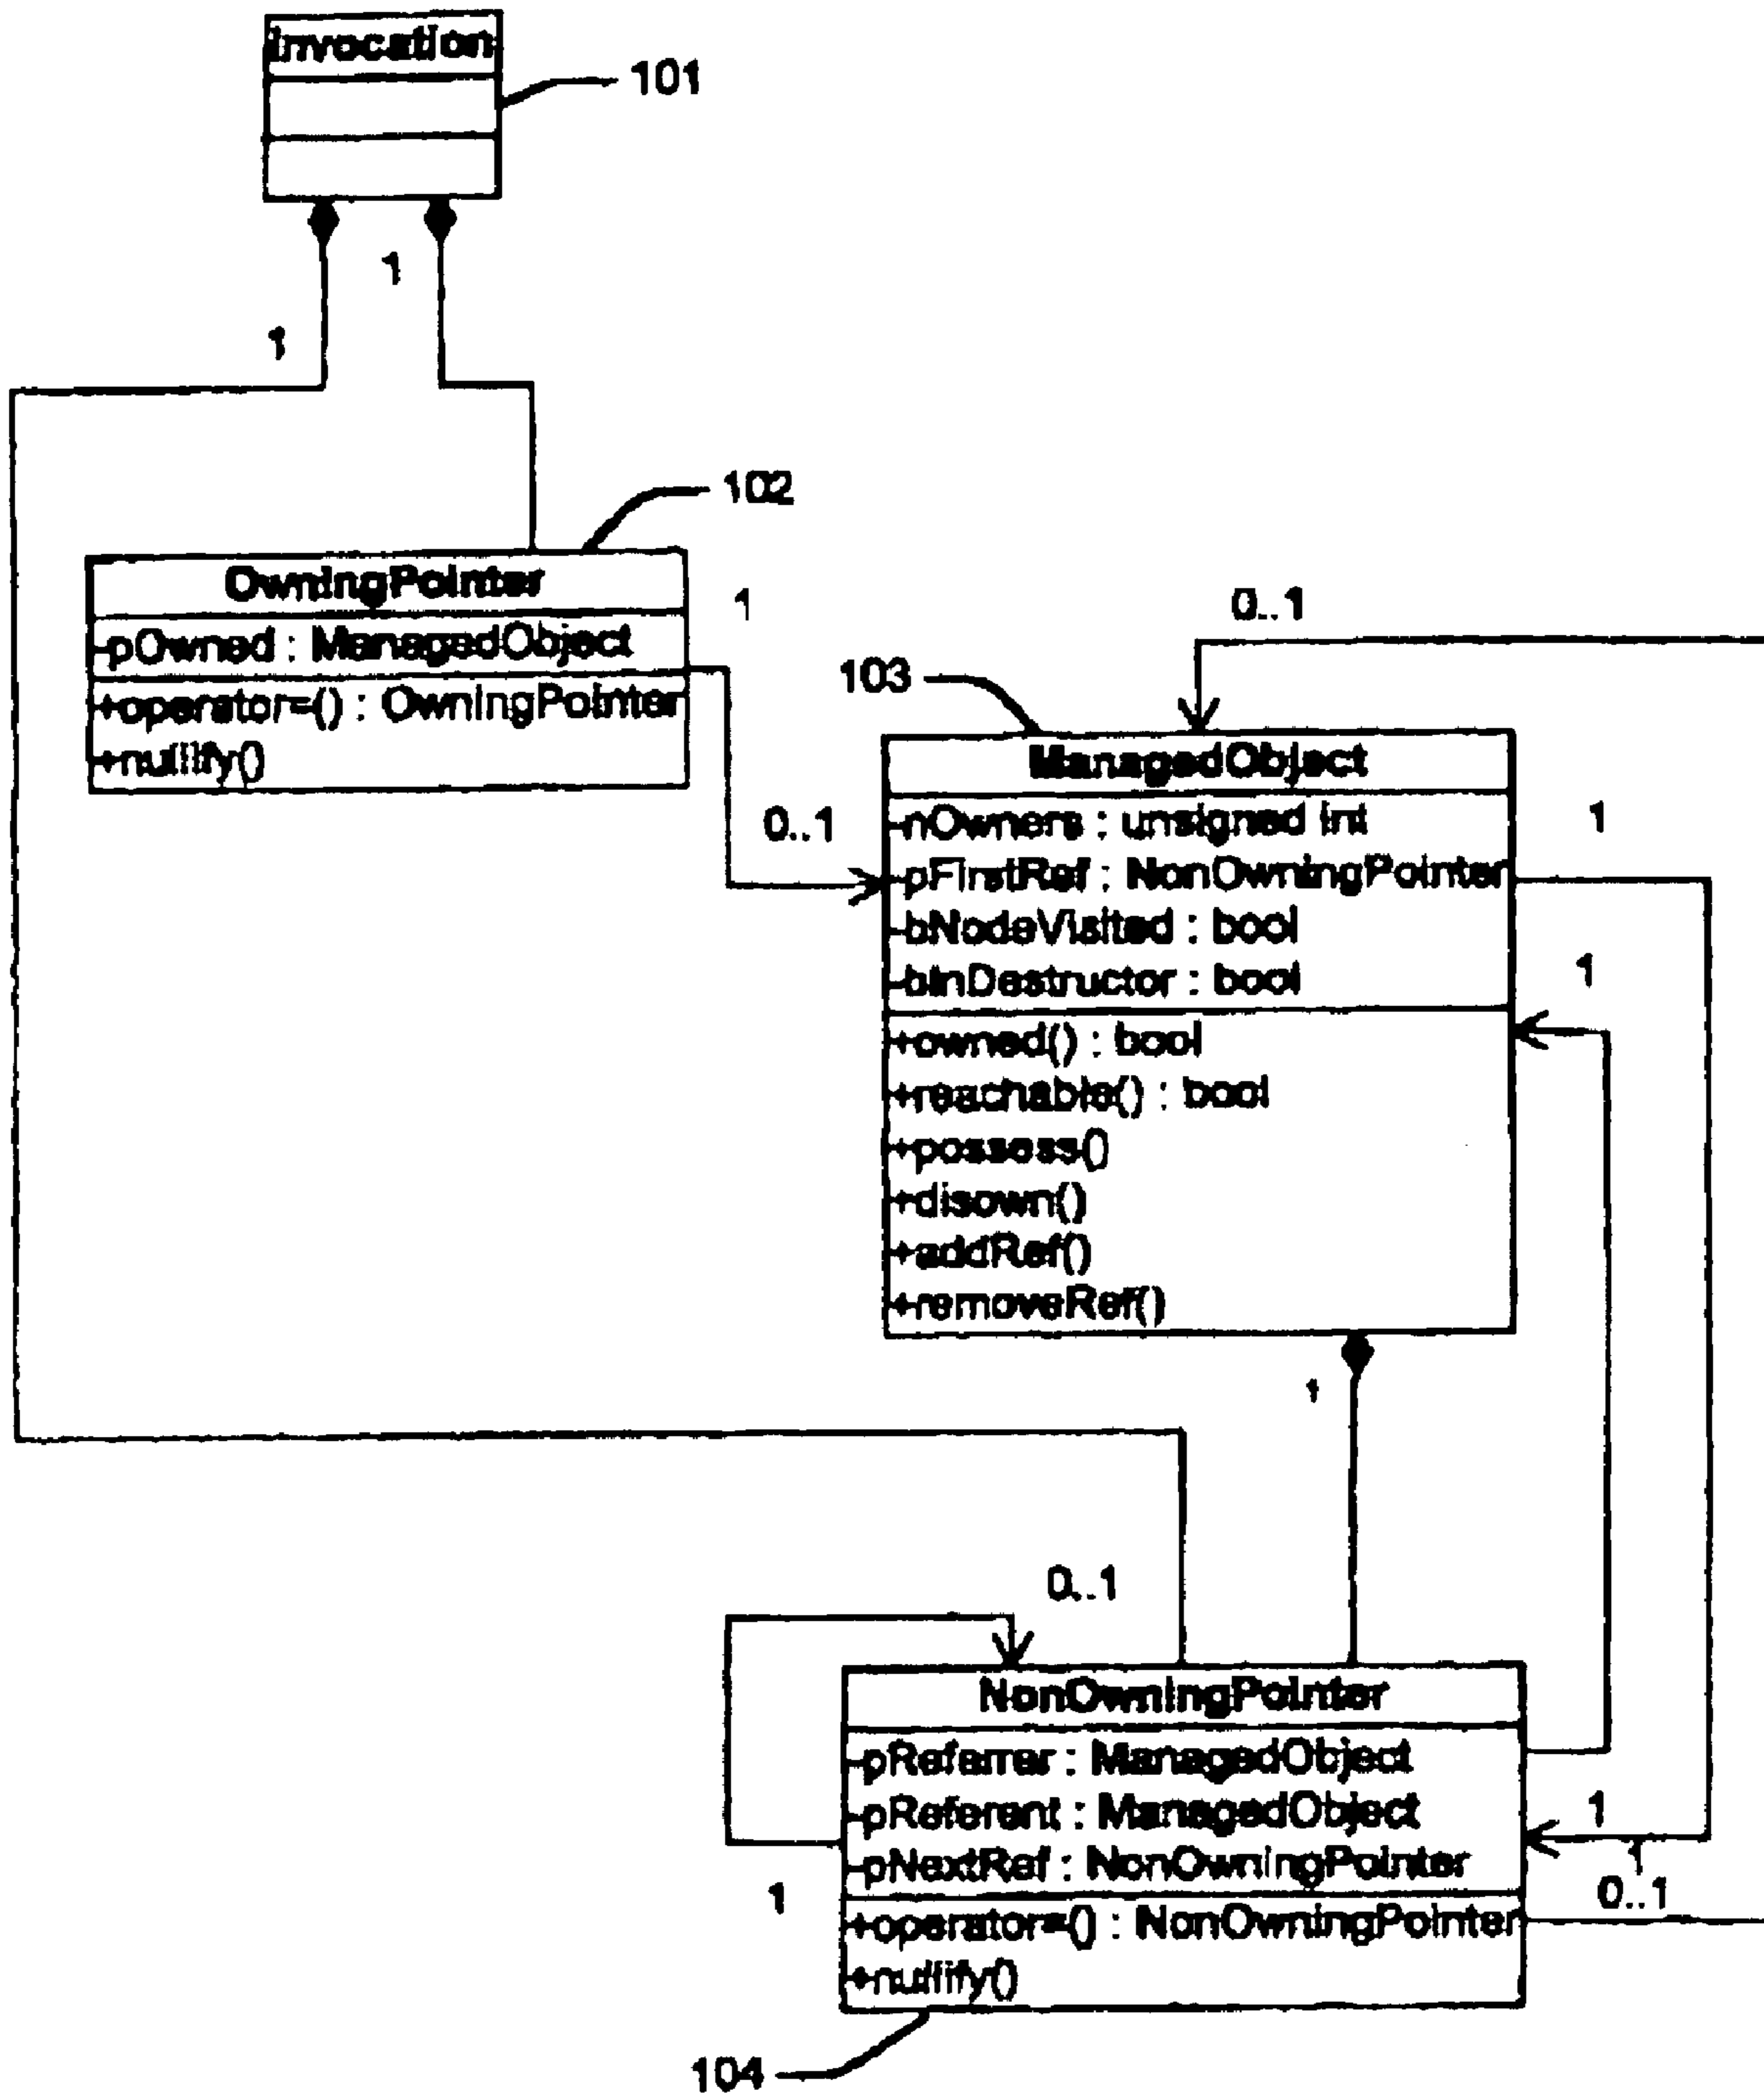 Invocation
101
1
1
102
OwningPointer
-pOwned : ManagedObject
+operator=() : OwningPointer
+nullify()
1
0..1
0..1
103
ManagedObject
-nOwners : unsigned int
-pFirstRef : NonOwningPointer
-bNodeVisited : bool
-bInDestructor : bool
+owned() : bool
+reachable() : bool
+possess()
+disown()
+addRef()
+removeRef()
1
1
1
0..1
NonOwningPointer
-pReferrer : ManagedObject
-pReferent : ManagedObject
-pNextRef : NonOwningPointer
+operator=() : NonOwningPointer
+nullify()
1
1
1
0..1
104